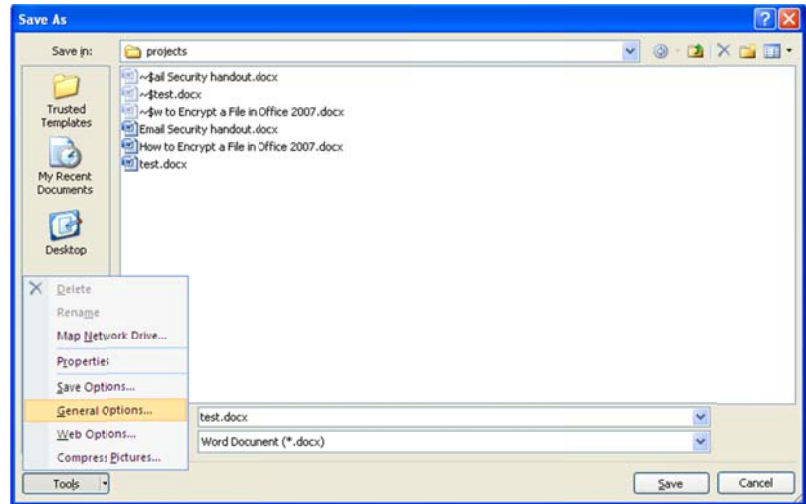 Save As
Save in:
projects
~$ail Security handout.docx
~$test.docx
~$w to Encrypt a File in Office 2007.docx
Email Security handout.docx
How to Encrypt a File in Office 2007.docx
test.docx
Trusted
Templates
My Recent
Documents
Desktop
Delete
Rename
Map Network Drive...
Properties
Save Options...
General Options...
Web Options...
Compress Pictures...
test.docx
Word Document (*.docx)
Tools
Save
Cancel